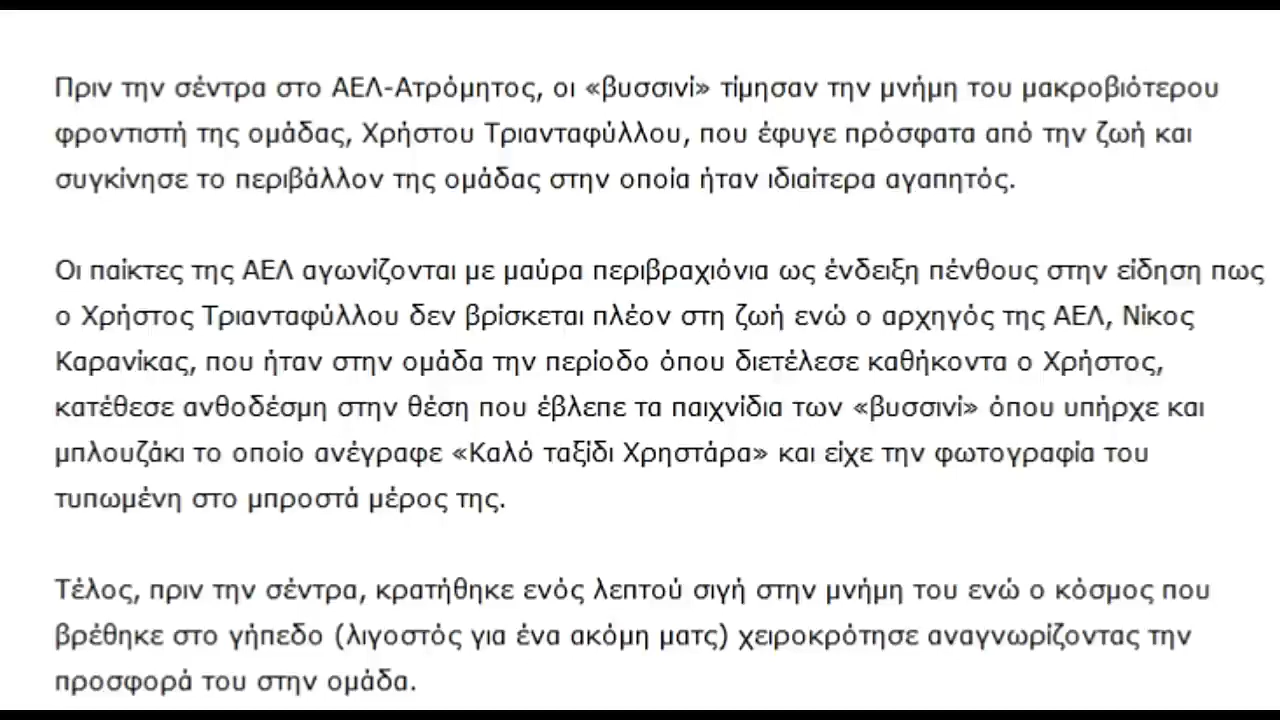 Πριν την σέντρα στο ΑΕΛ-Ατρόμητος, οι «βυσσινί» τίμησαν την μνήμη του μακροβιότερου
φροντιστή της ομάδας, Χρήστου Τριανταφύλλου, που έφυγε πρόσφατα από την ζωή και
συγκίνησε το περιβάλλον της ομάδας στην οποία ήταν ιδιαίτερα αγαπητός.
Οι παίκτες της ΑΕΛ αγωνίζονται με μαύρα περιβραχιόνια ως ένδειξη πένθους στην είδηση πως
ο Χρήστος Τριανταφύλλου δεν βρίσκεται πλέον στη ζωή ενώ ο αρχηγός της ΑΕΛ, Νίκος
Καρανίκας, που ήταν στην ομάδα την περίοδο όπου διετέλεσε καθήκοντα ο Χρήστος,
κατέθεσε ανθοδέσμη στην θέση που έβλεπε τα παιχνίδια των «βυσσινί» όπου υπήρχε και
μπλουζάκι το οποίο ανέγραφε «Καλό ταξίδι Χρηστάρα» και είχε την φωτογραφία του
τυπωμένη στο μπροστά μέρος της.
Τέλος, πριν την σέντρα, κρατήθηκε ενός λεπτού σιγή στην μνήμη του ενώ ο κόσμος που
βρέθηκε στο γήπεδο (λιγοστός για ένα ακόμη ματς) χειροκρότησε αναγνωρίζοντας την
προσφορά του στην ομάδα.